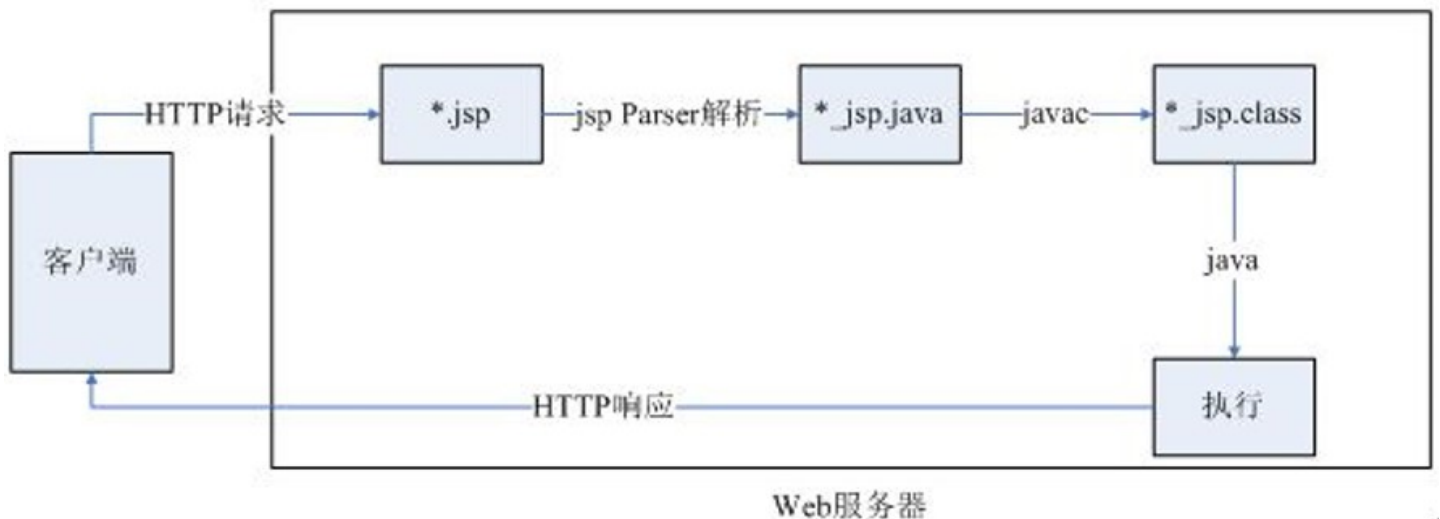 HTTP请求
*.jsp
jsp Parser解析
*_jsp.java
javac
*_jsp.class
客户端
java
HTTP响应
执行
Web服务器